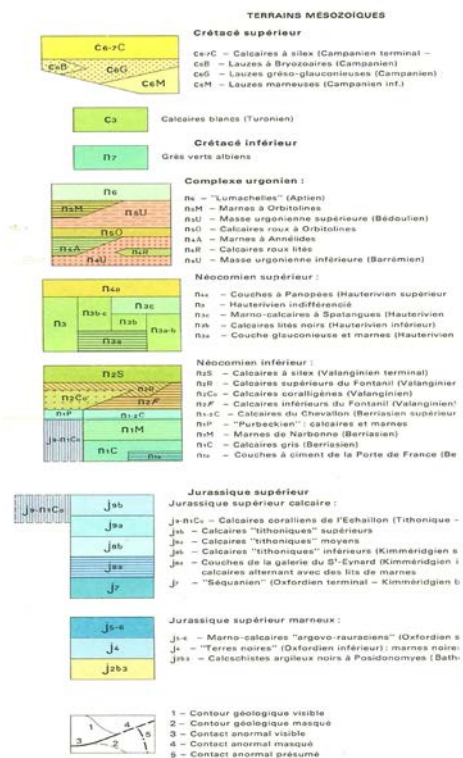 TERRAINS MÉSOZOÏQUES
Crétacé supérieur
c6-7C – Calcaires à silex (Campanien terminal –
c6B – Lauzes à Bryozoaires (Campanien)
c6G – Lauzes gréso-glauconieuses (Campanien)
c6M – Lauzes marneuses (Campanien inf.)
c6-7C
c6B
c6G
c6M
c3
Calcaires blancs (Turonien)
Crétacé inférieur
n7
Grès verts albiens
Complexe urgonien :
n6 – "Lumachelles" (Aptien)
n5M – Marnes à Orbitolines
n5U – Masse urgonienne supérieure (Bédoulien)
n5O – Calcaires roux à Orbitolines
n4A – Marnes à Annélides
n4R – Calcaires roux lités
n4U – Masse urgonienne inférieure (Barrémien)
n6
n5M
n5U
n5O
n4A
n4R
n4U
Néocomien supérieur :
n4a – Couches à Panopées (Hauterivien supérieur
n3 – Hauterivien indifférencié
n3c – Marno-calcaires à Spatangues (Hauterivien
n3b – Calcaires lités noirs (Hauterivien inférieur)
n3a – Couche glauconieuse et marnes (Hauterivien
n4a
n3b-c
n3c
n3
n3b
n3a-b
n3a
Néocomien inférieur :
n2S – Calcaires à silex (Valanginien terminal)
n2R – Calcaires supérieurs du Fontanil (Valanginien
n2Co – Calcaires coralligènes (Valanginien)
n2F – Calcaires inférieurs du Fontanil (Valanginien)
n1-2C – Calcaires du Chevallon (Berriasien supérieur
n1P – "Purbeckien" : calcaires et marnes
n1M – Marnes de Narbonne (Berriasien)
n1C – Calcaires gris (Berriasien)
n1a – Couches à ciment de la Porte de France (Be
n2S
n2R
n2Co
n2F
n1P
n1-2C
j9-n1Co
n1M
n1C
n1a
Jurassique supérieur
Jurassique supérieur calcaire :
j9-n1Co – Calcaires coralliens de l'Echaillon (Tithonique –
j9b – Calcaires "tithoniques" supérieurs
j9a – Calcaires "tithoniques" moyens
j8b – Calcaires "tithoniques" inférieurs (Kimméridgien s
j8a – Couches de la galerie du St-Eynard (Kimméridgien i
calcaires alternant avec des lits de marnes
j7 – "Séquanien" (Oxfordien terminal – Kimméridgien b
j9-n1Co
j9b
j9a
j8b
j8a
j7
Jurassique supérieur marneux :
j5-6 – Marno-calcaires "argovo-rauraciens" (Oxfordien s
j4 – "Terres noires" (Oxfordien inférieur) : marnes noires
j2b3 – Calcschistes argileux noirs à Posidonomyes (Bath
j5-6
j4
j2b3
1 – Contour géologique visible
2 – Contour géologique masqué
3 – Contact anormal visible
4 – Contact anormal masqué
5 – Contact anormal présumé
1
4
5
3
2